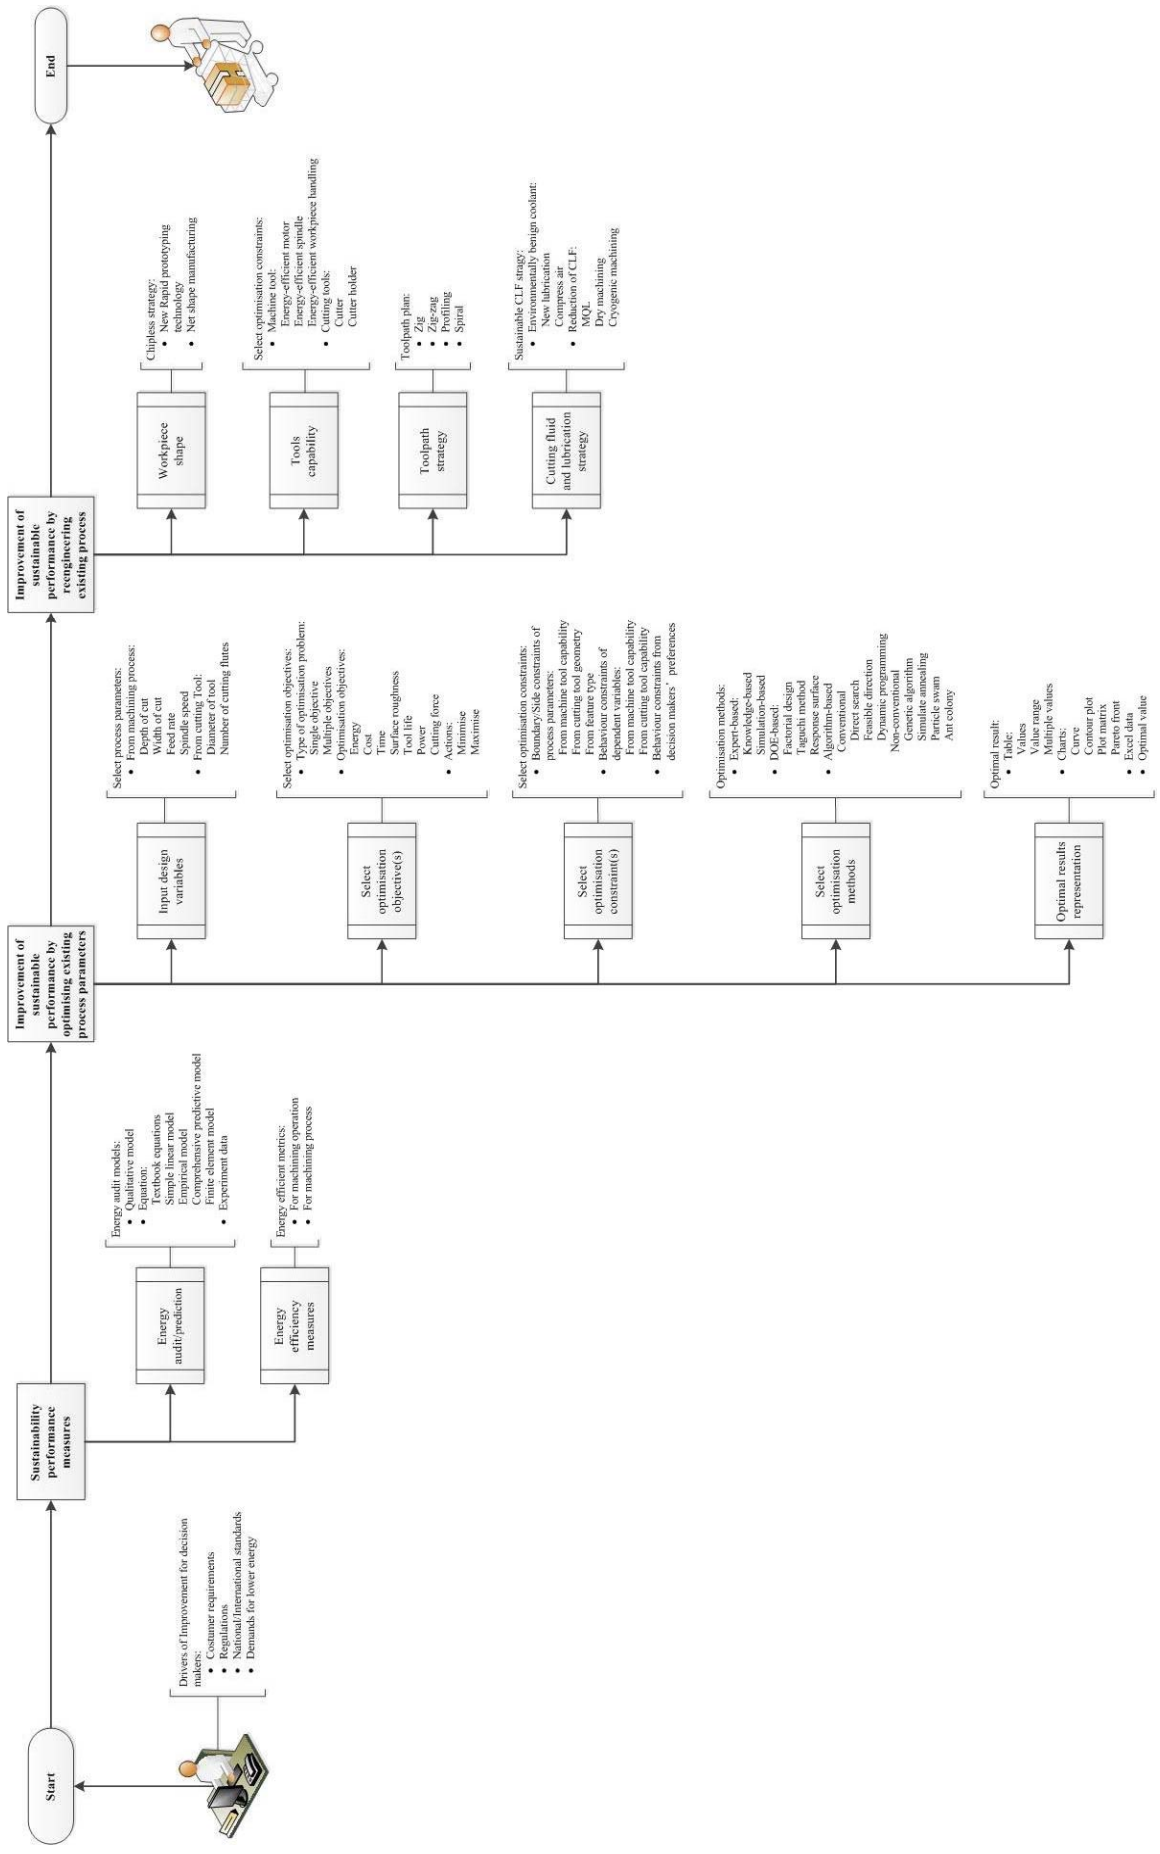 Start
Drivers of Improvement for decision
makers:
• Costumer requirements
• Regulations
• National/International standards
• Demands for lower energy
Sustainability
performance
measures
Energy
audit/prediction
Energy audit models:
• Qualitative model
• Equation:
Textbook equations
Simple linear model
Empirical model
Comprehensive predictive model
Finite element model
• Experiment data
Energy
efficiency
measures
Energy efficient metrics:
• For machining operation
• For machining process
Improvement of
sustainable
performance by
optimising existing
process parameters
Input design
variables
Select process parameters:
• From machining process:
Depth of cut
Width of cut
Feed rate
Spindle speed
• From cutting Tool:
Diameter of tool
Number of cutting flutes
Select
optimisation
objective(s)
Select optimisation objectives:
• Type of optimisation problem:
Single objective
Multiple objectives
• Optimisation objectives:
Energy
Cost
Time
Surface roughness
Tool life
Power
Cutting force
• Actions:
Minimise
Maximise
Select
optimisation
constraint(s)
Select optimisation constraints:
• Boundary/Side constraints of
process parameters:
From machine tool capability
From cutting tool geometry
From feature type
• Behaviour constraints of
dependent variables:
From machine tool capability
From cutting tool capability
• Behaviour constraints from
decision makers' preferences
Select
optimisation
methods
Optimisation methods:
• Expert-based:
Knowledge-based
Simulation-based
• DOE-based:
Factorial design
Taguchi method
Response surface
• Algorithm-based
Conventional
Direct search
Feasible direction
Dynamic programming
Non-conventional
Genetic algorithm
Simulate annealing
Particle swam
Ant colony
Optimal results
representation
Optimal result:
• Table:
Values
Value range
Multiple values
• Charts:
Curve
Contour plot
Plot matrix
Pareto front
• Excel data
• Optimal value
Improvement of
sustainable
performance by
reengineering
existing process
Workpiece
shape
Chipless strategy:
• New Rapid prototyping
technology
• Net shape manufacturing
Tools
capability
Select optimisation constraints:
• Machine tool:
Energy-efficient motor
Energy-efficient spindle
Energy-efficient workpiece handling
• Cutting tools:
Cutter
Cutter holder
Toolpath
strategy
Toolpath plan:
• Zig
• Zig-zag
• Profiling
• Spiral
Cutting fluid
and lubrication
strategy
Sustainable CLF stragy:
• Environmentally benign coolant:
New lubrication
Compress air
• Reduction of CLF:
MQL
Dry machining
Cryogenic machining
End